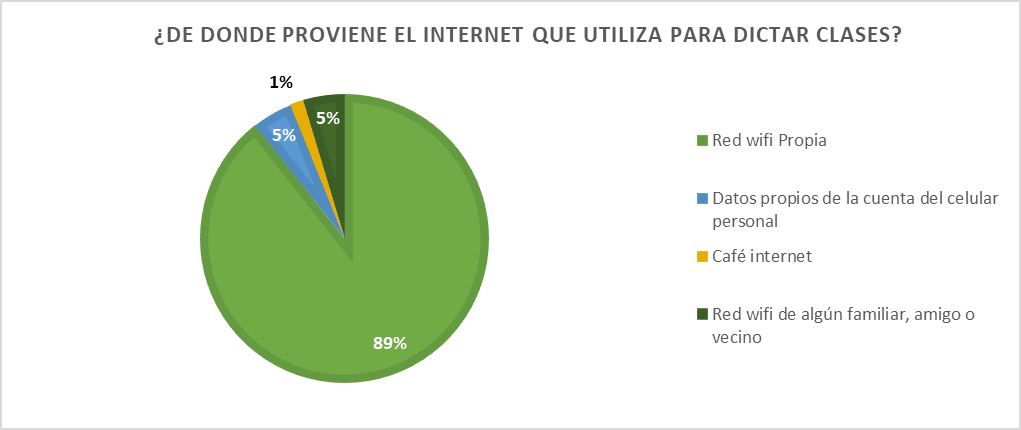 ¿DE DONDE PROVIENE EL INTERNET QUE UTILIZA PARA DICTAR CLASES?
1%
5%
5%
89%
Red wifi Propia
Datos propios de la cuenta del celular
personal
Café internet
Red wifi de algún familiar, amigo o
vecino